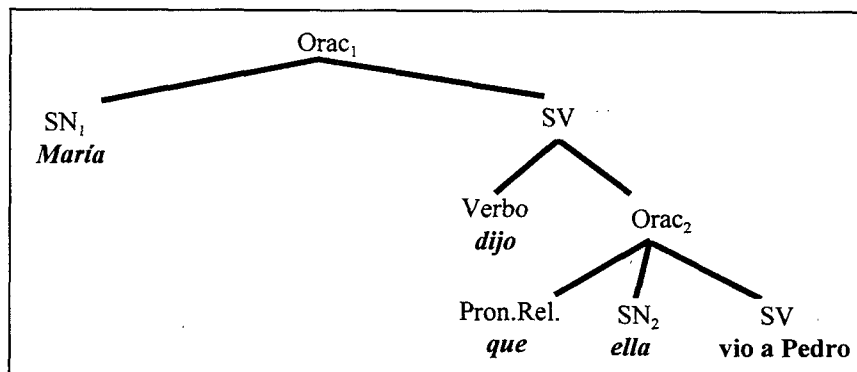 Orac₁
SN₁ SV
María
Verbo Orac₂
dijo
Pron.Rel. SN₂ SV
que ella vio a Pedro